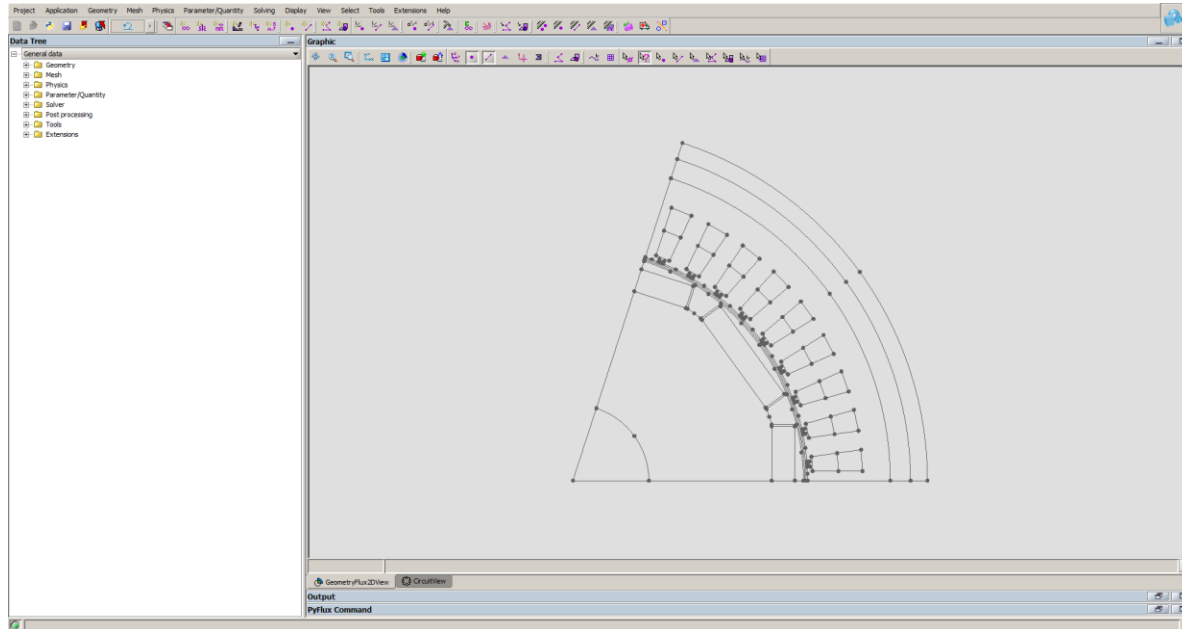 Project Application Geometry Mesh Physics Parameter/Quantity Solving Display View Select Tools Extensions Help
Data Tree
Graphic
General data
Geometry
Mesh
Physics
Parameter/Quantity
Solver
Post processing
Tools
Extensions
GeometryFlux2DView CircuitView
Output
PyFlux Command